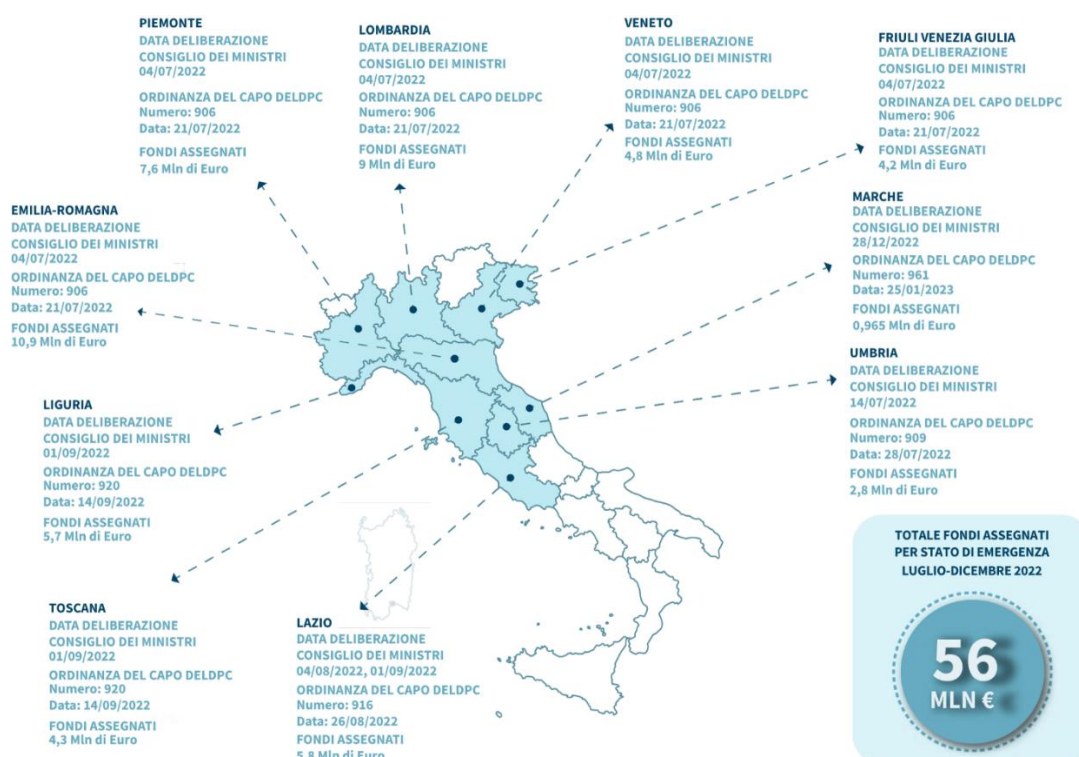 PIEMONTE
DATA DELIBERAZIONE
CONSIGLIO DEI MINISTRI
04/07/2022
ORDINANZA DEL CAPO DELDPC
Numero: 906
Data: 21/07/2022
FONDI ASSEGNATI
7,6 Mln di Euro
LOMBARDIA
DATA DELIBERAZIONE
CONSIGLIO DEI MINISTRI
04/07/2022
ORDINANZA DEL CAPO DELDPC
Numero: 906
Data: 21/07/2022
FONDI ASSEGNATI
9 Mln di Euro
VENETO
DATA DELIBERAZIONE
CONSIGLIO DEI MINISTRI
04/07/2022
ORDINANZA DEL CAPO DELDPC
Numero: 906
Data: 21/07/2022
FONDI ASSEGNATI
4,8 Mln di Euro
FRIULI VENEZIA GIULIA
DATA DELIBERAZIONE
CONSIGLIO DEI MINISTRI
04/07/2022
ORDINANZA DEL CAPO DELDPC
Numero: 906
Data: 21/07/2022
FONDI ASSEGNATI
4,2 Mln di Euro
EMILIA-ROMAGNA
DATA DELIBERAZIONE
CONSIGLIO DEI MINISTRI
04/07/2022
ORDINANZA DEL CAPO DELDPC
Numero: 906
Data: 21/07/2022
FONDI ASSEGNATI
10,9 Mln di Euro
MARCHE
DATA DELIBERAZIONE
CONSIGLIO DEI MINISTRI
28/12/2022
ORDINANZA DEL CAPO DELDPC
Numero: 961
Data: 25/01/2023
FONDI ASSEGNATI
0,965 Mln di Euro
UMBRIA
DATA DELIBERAZIONE
CONSIGLIO DEI MINISTRI
14/07/2022
ORDINANZA DEL CAPO DELDPC
Numero: 909
Data: 28/07/2022
FONDI ASSEGNATI
2,8 Mln di Euro
LIGURIA
DATA DELIBERAZIONE
CONSIGLIO DEI MINISTRI
01/09/2022
ORDINANZA DEL CAPO DELDPC
Numero: 920
Data: 14/09/2022
FONDI ASSEGNATI
5,7 Mln di Euro
TOSCANA
DATA DELIBERAZIONE
CONSIGLIO DEI MINISTRI
01/09/2022
ORDINANZA DEL CAPO DELDPC
Numero: 920
Data: 14/09/2022
FONDI ASSEGNATI
4,3 Mln di Euro
LAZIO
DATA DELIBERAZIONE
CONSIGLIO DEI MINISTRI
04/08/2022, 01/09/2022
ORDINANZA DEL CAPO DELDPC
Numero: 916
Data: 26/08/2022
FONDI ASSEGNATI
5,8 Mln di Euro
TOTALE FONDI ASSEGNATI
PER STATO DI EMERGENZA
LUGLIO-DICEMBRE 2022
56
MLN €